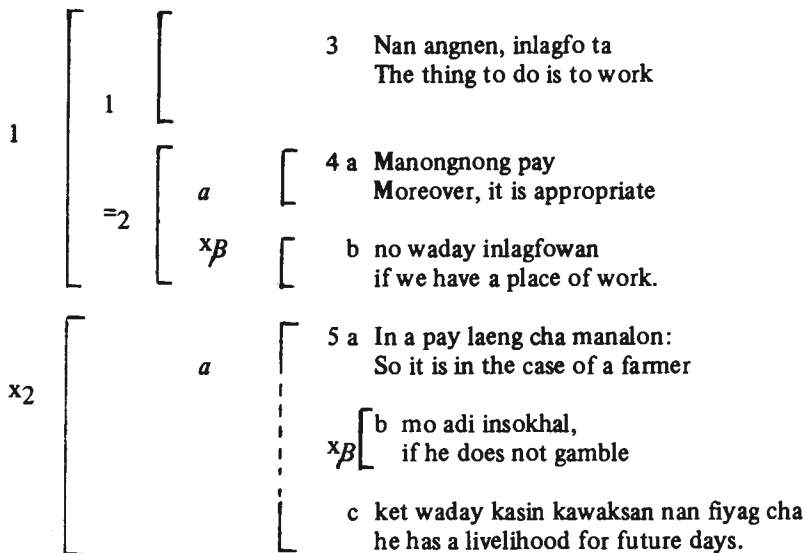 3 Nan angnen, inlagfo ta
The thing to do is to work
1
1
4 a Manongnong pay
a Moreover, it is appropriate
=2
xβ b no waday inlagfowan
if we have a place of work.
5 a In a pay laeng cha manalon:
a So it is in the case of a farmer
x2
b mo adi insokhal,
xβ if he does not gamble
c ket waday kasin kawaksan nan fiyag cha
he has a livelihood for future days.